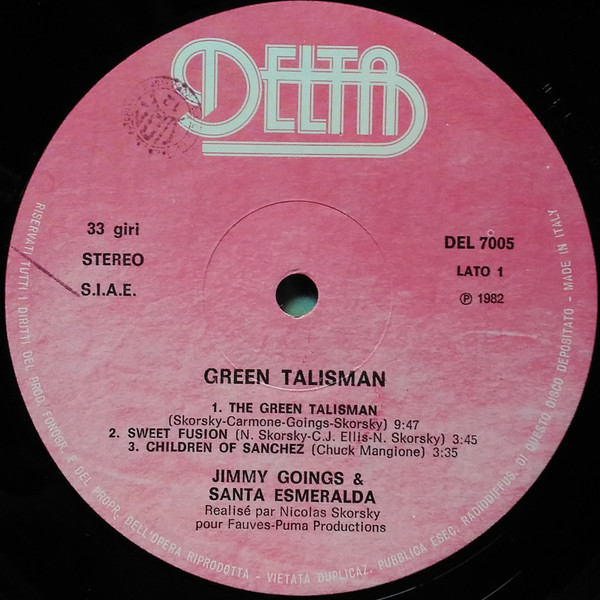 DELTA
33 giri
STEREO
S.I.A.E.
DEL 7005
LATO 1
Ⓟ 1982
GREEN TALISMAN
1. THE GREEN TALISMAN
(Skorsky-Carmone-Goings-Skorsky) 9:47
2. SWEET FUSION (N. Skorsky-C.J. Ellis-N. Skorsky) 3:45
3. CHILDREN OF SANCHEZ (Chuck Mangione) 3:35
JIMMY GOINGS &
SANTA ESMERALDA
Realisé par Nicolas Skorsky
pour Fauves-Puma Productions
RISERVATI TUTTI I DIRITTI DEL PROD. FONOGR. E DEL PROPR. DELL'OPERA RIPRODOTTA - VIETATA DUPLICAZ. PUBBLICA ESEC. RADIODIFFUS. DI QUESTO DISCO DEPOSITATO - MADE IN ITALY